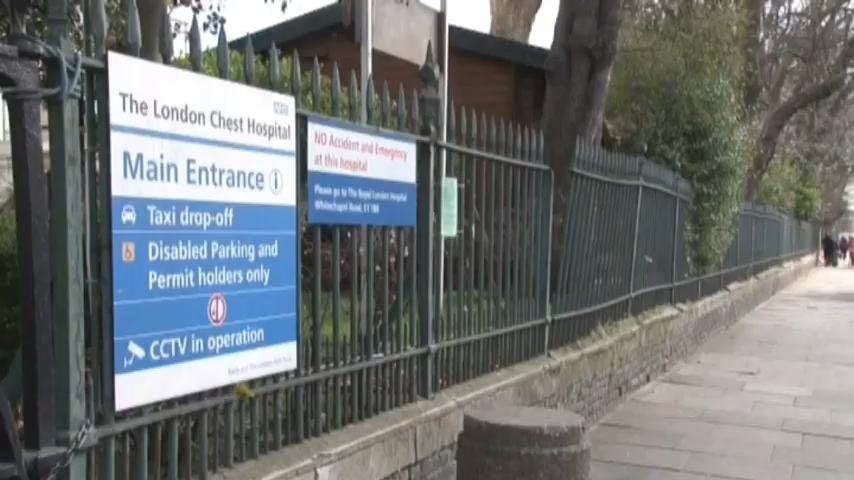 NHS
The London Chest Hospital
Main Entrance i
Taxi drop-off
Disabled Parking and
Permit holders only
CCTV in operation
NO Accident and Emergency
at this hospital
Please go to The Royal London Hospital
Whitechapel Road, E1 1BB